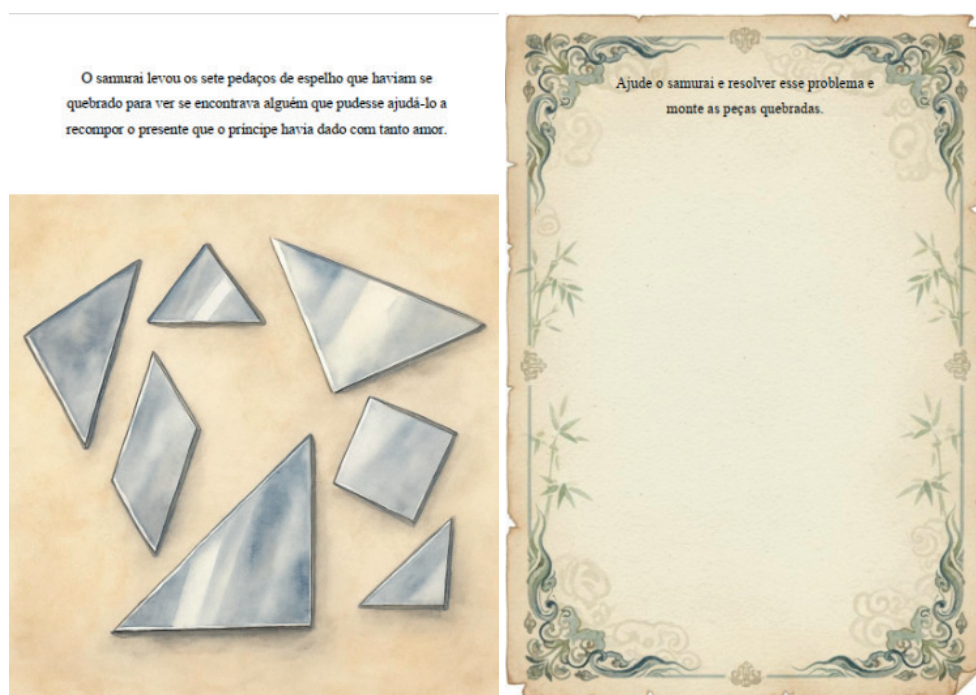 O samurai levou os sete pedaços de espelho que haviam se
quebrado para ver se encontrava alguém que pudesse ajudá-lo a
recompor o presente que o príncipe havia dado com tanto amor.
Ajude o samurai e resolver esse problema e
monte as peças quebradas.